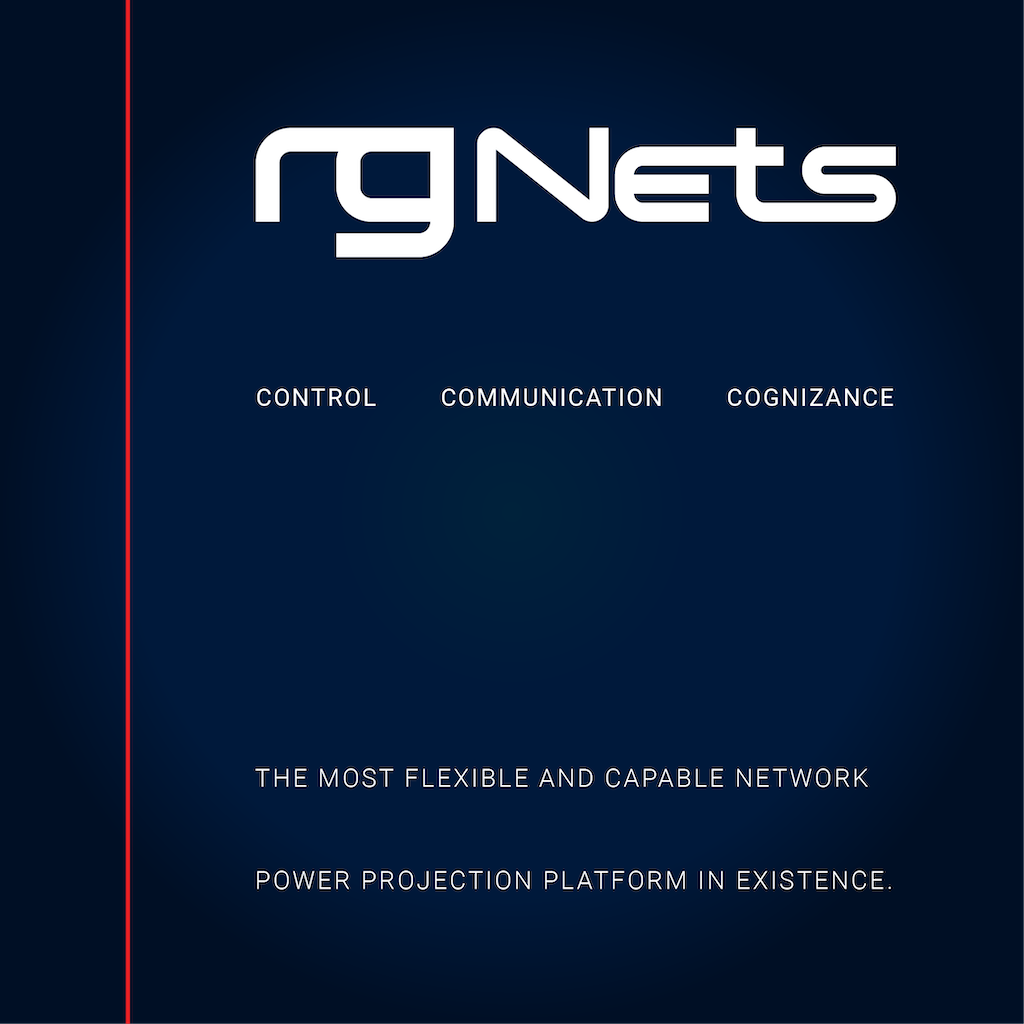 rgNets
CONTROL COMMUNICATION COGNIZANCE
THE MOST FLEXIBLE AND CAPABLE NETWORK
POWER PROJECTION PLATFORM IN EXISTENCE.